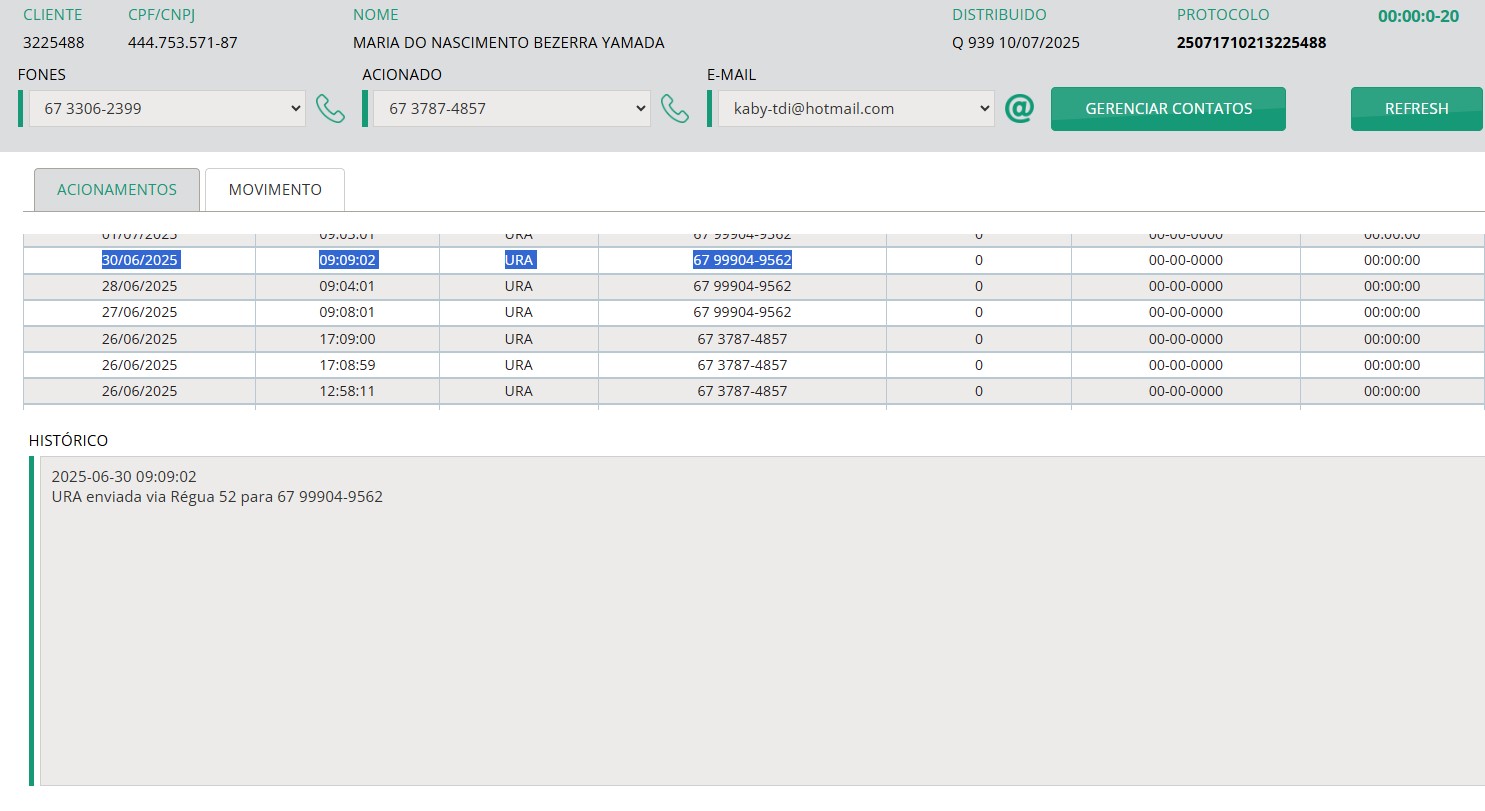 CLIENTE CPF/CNPJ NOME DISTRIBUIDO PROTOCOLO 00:00:0-20
3225488 444.753.571-87 MARIA DO NASCIMENTO BEZERRA YAMADA Q 939 10/07/2025 25071710213225488
FONES ACIONADO E-MAIL
67 3306-2399 67 3787-4857 kaby-tdi@hotmail.com @ GERENCIAR CONTATOS REFRESH
ACIONAMENTOS MOVIMENTO
01/07/2025 09:03:01 URA 67 99904-9562 0 00-00-0000 00:00:00
30/06/2025 09:09:02 URA 67 99904-9562 0 00-00-0000 00:00:00
28/06/2025 09:04:01 URA 67 99904-9562 0 00-00-0000 00:00:00
27/06/2025 09:08:01 URA 67 99904-9562 0 00-00-0000 00:00:00
26/06/2025 17:09:00 URA 67 3787-4857 0 00-00-0000 00:00:00
26/06/2025 17:08:59 URA 67 3787-4857 0 00-00-0000 00:00:00
26/06/2025 12:58:11 URA 67 3787-4857 0 00-00-0000 00:00:00
HISTÓRICO
2025-06-30 09:09:02
URA enviada via Régua 52 para 67 99904-9562